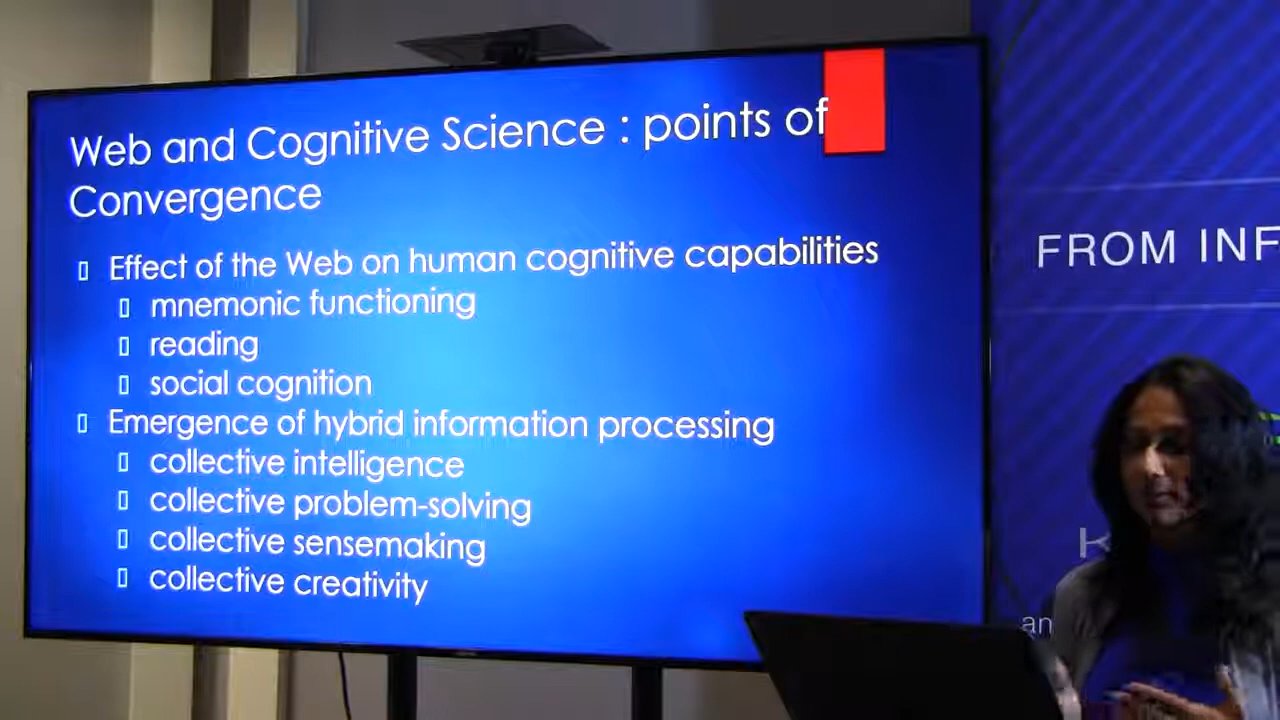 Web and Cognitive Science : points of
Convergence
Effect of the Web on human cognitive capabilities
mnemonic functioning
reading
social cognition
Emergence of hybrid information processing
collective intelligence
collective problem-solving
collective sensemaking
collective creativity
FROM INF
K
an